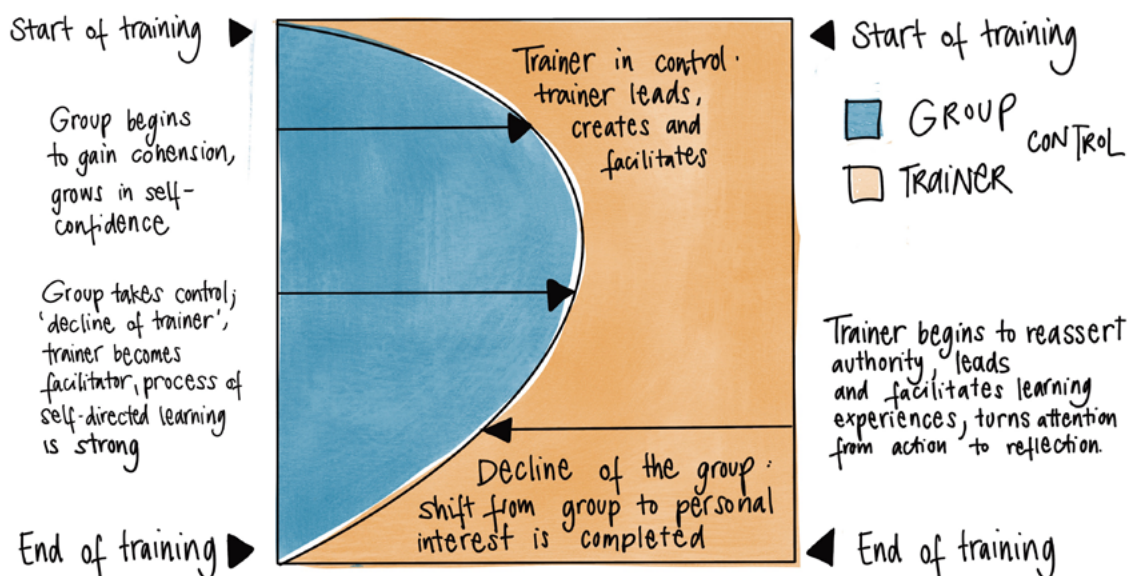 Start of training
Start of training
Group begins
to gain cohension,
grows in self-
confidence
Trainer in control.
trainer leads,
creates and
facilitates
GROUP
CONTROL
TRAINER
Group takes control;
'decline of trainer',
trainer becomes
facilitator, process of
self-directed learning
is strong
Trainer begins to reassert
authority, leads
and facilitates learning
experiences, turns attention
from action to reflection.
Decline of the group:
shift from group to personal
interest is completed
End of training
End of training